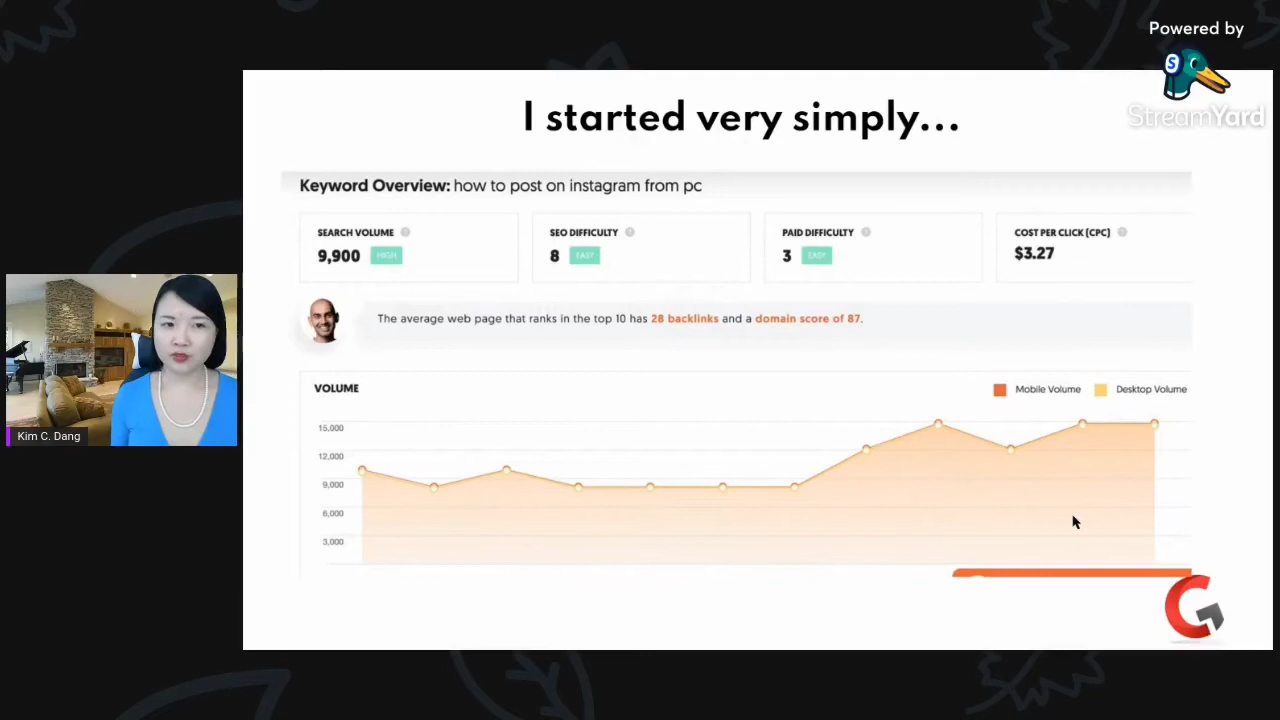 Powered by
S
StreamYard
I started very simply...
Keyword Overview: how to post on instagram from pc
SEARCH VOLUME ?
9,900 HIGH
SEO DIFFICULTY ?
8 EASY
PAID DIFFICULTY ?
3 EASY
COST PER CLICK (CPC) ?
$3.27
The average web page that ranks in the top 10 has 28 backlinks and a domain score of 87.
VOLUME
Mobile Volume
Desktop Volume
15,000
12,000
9,000
6,000
3,000
Kim C. Dang
G